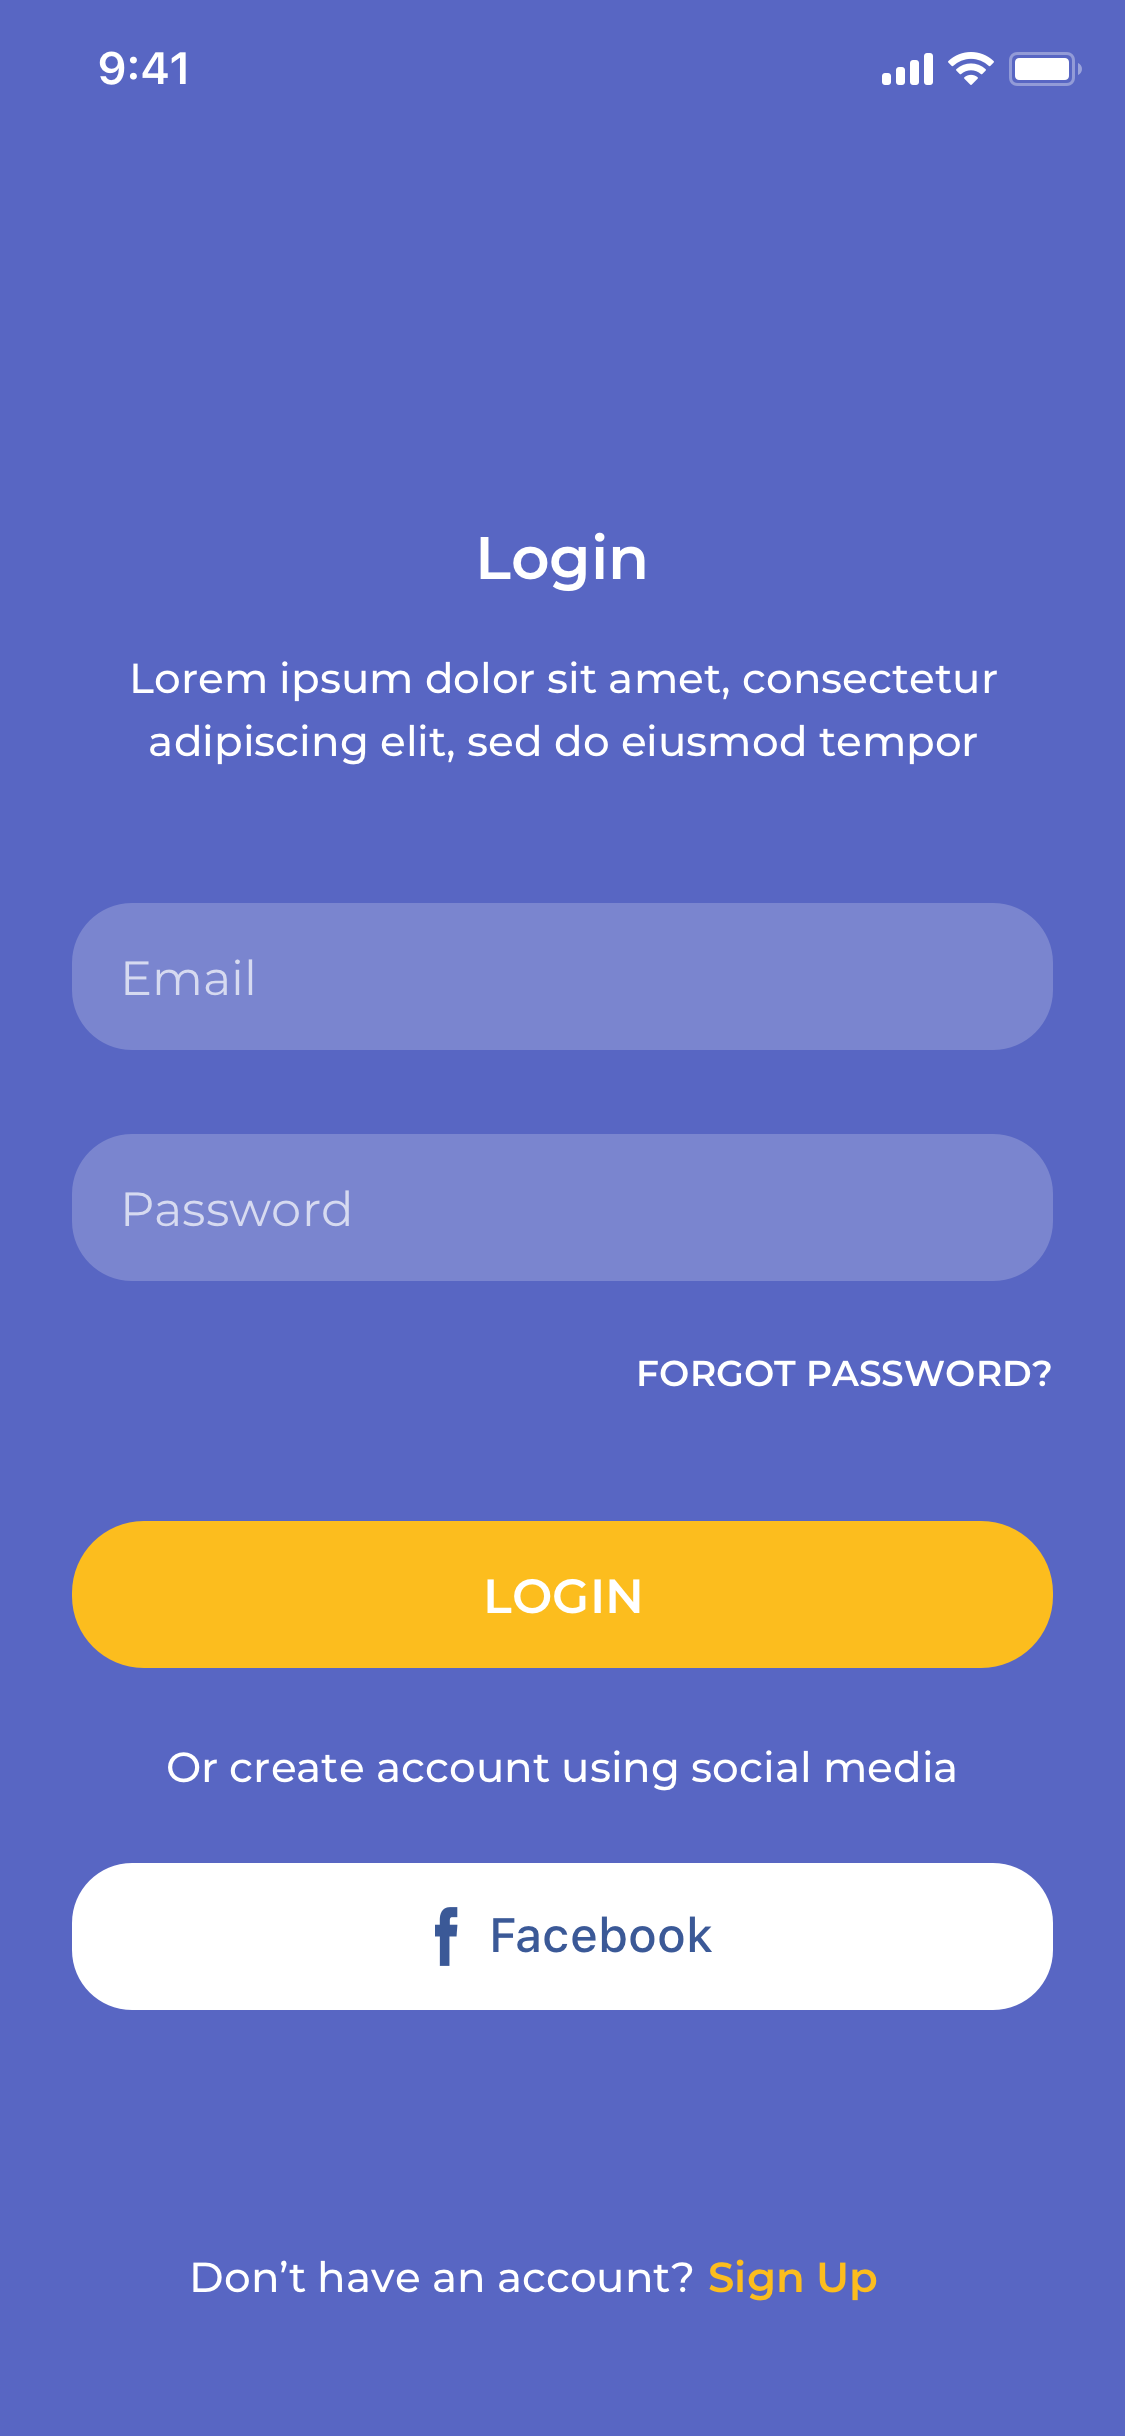 9:41
Login
Lorem ipsum dolor sit amet, consectetur
adipiscing elit, sed do eiusmod tempor
Email
Password
FORGOT PASSWORD?
LOGIN
Or create account using social media
Facebook
Don’t have an account? Sign Up